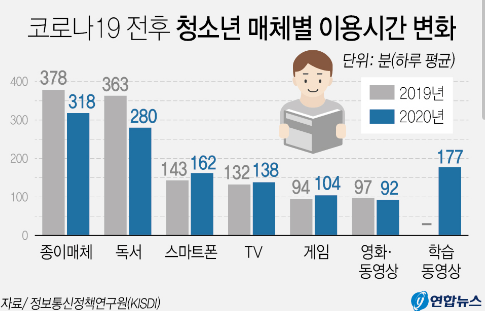 코로나19 전후 청소년 매체별 이용시간 변화
단위: 분(하루 평균)
2019년
2020년
400
300
200
100
0
378
318
363
280
143
162
132
138
94
104
97
92
–
177
종이매체
독서
스마트폰
TV
게임
영화·
동영상
학습
동영상
자료/ 정보통신정책연구원(KISDI)
연합뉴스